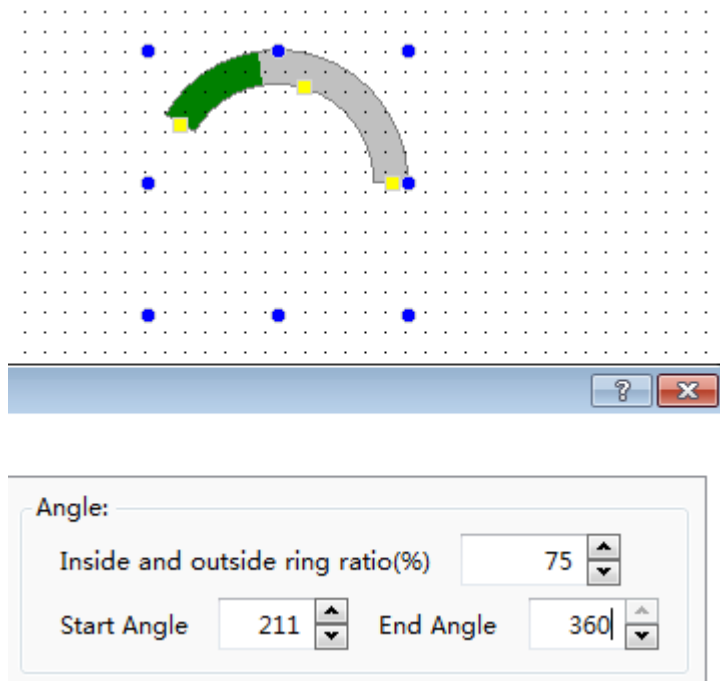 ?
Angle:
Inside and outside ring ratio(%) 75
Start Angle 211 End Angle 360